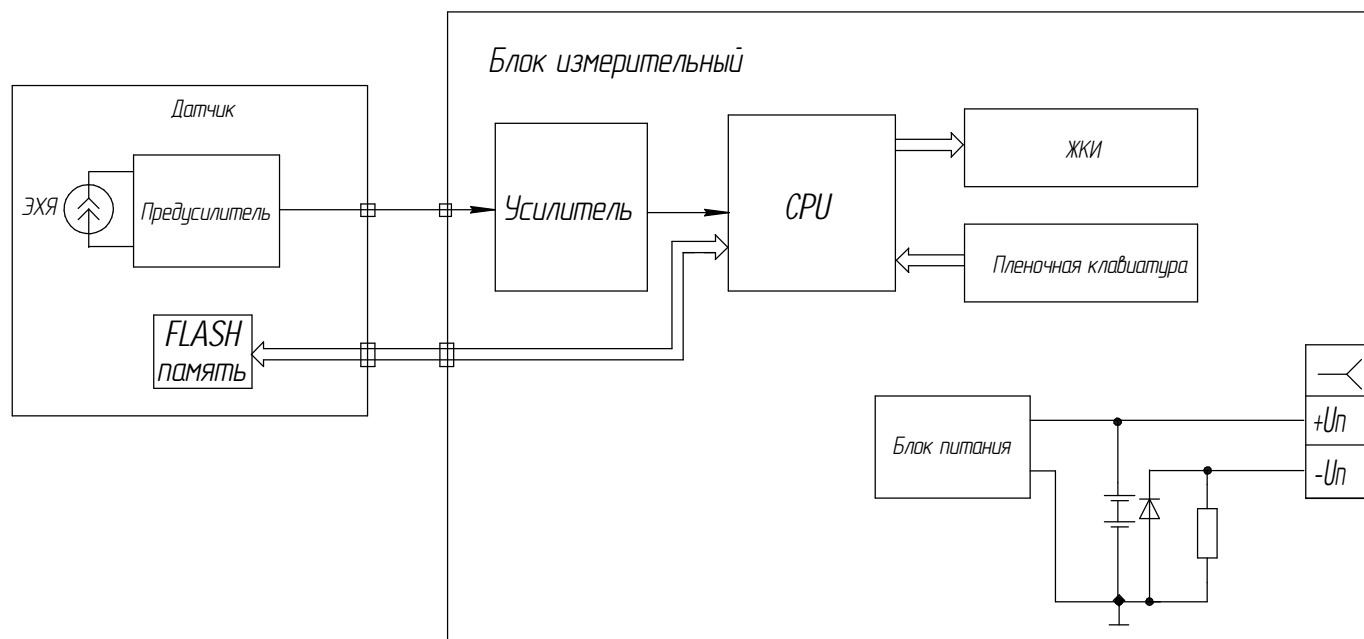 Блок измерительный
Датчик
ЭХЯ
Предусилитель
Усилитель
CPU
ЖКИ
Пленочная клавиатура
FLASH
память
Блок питания
+Uп
-Uп